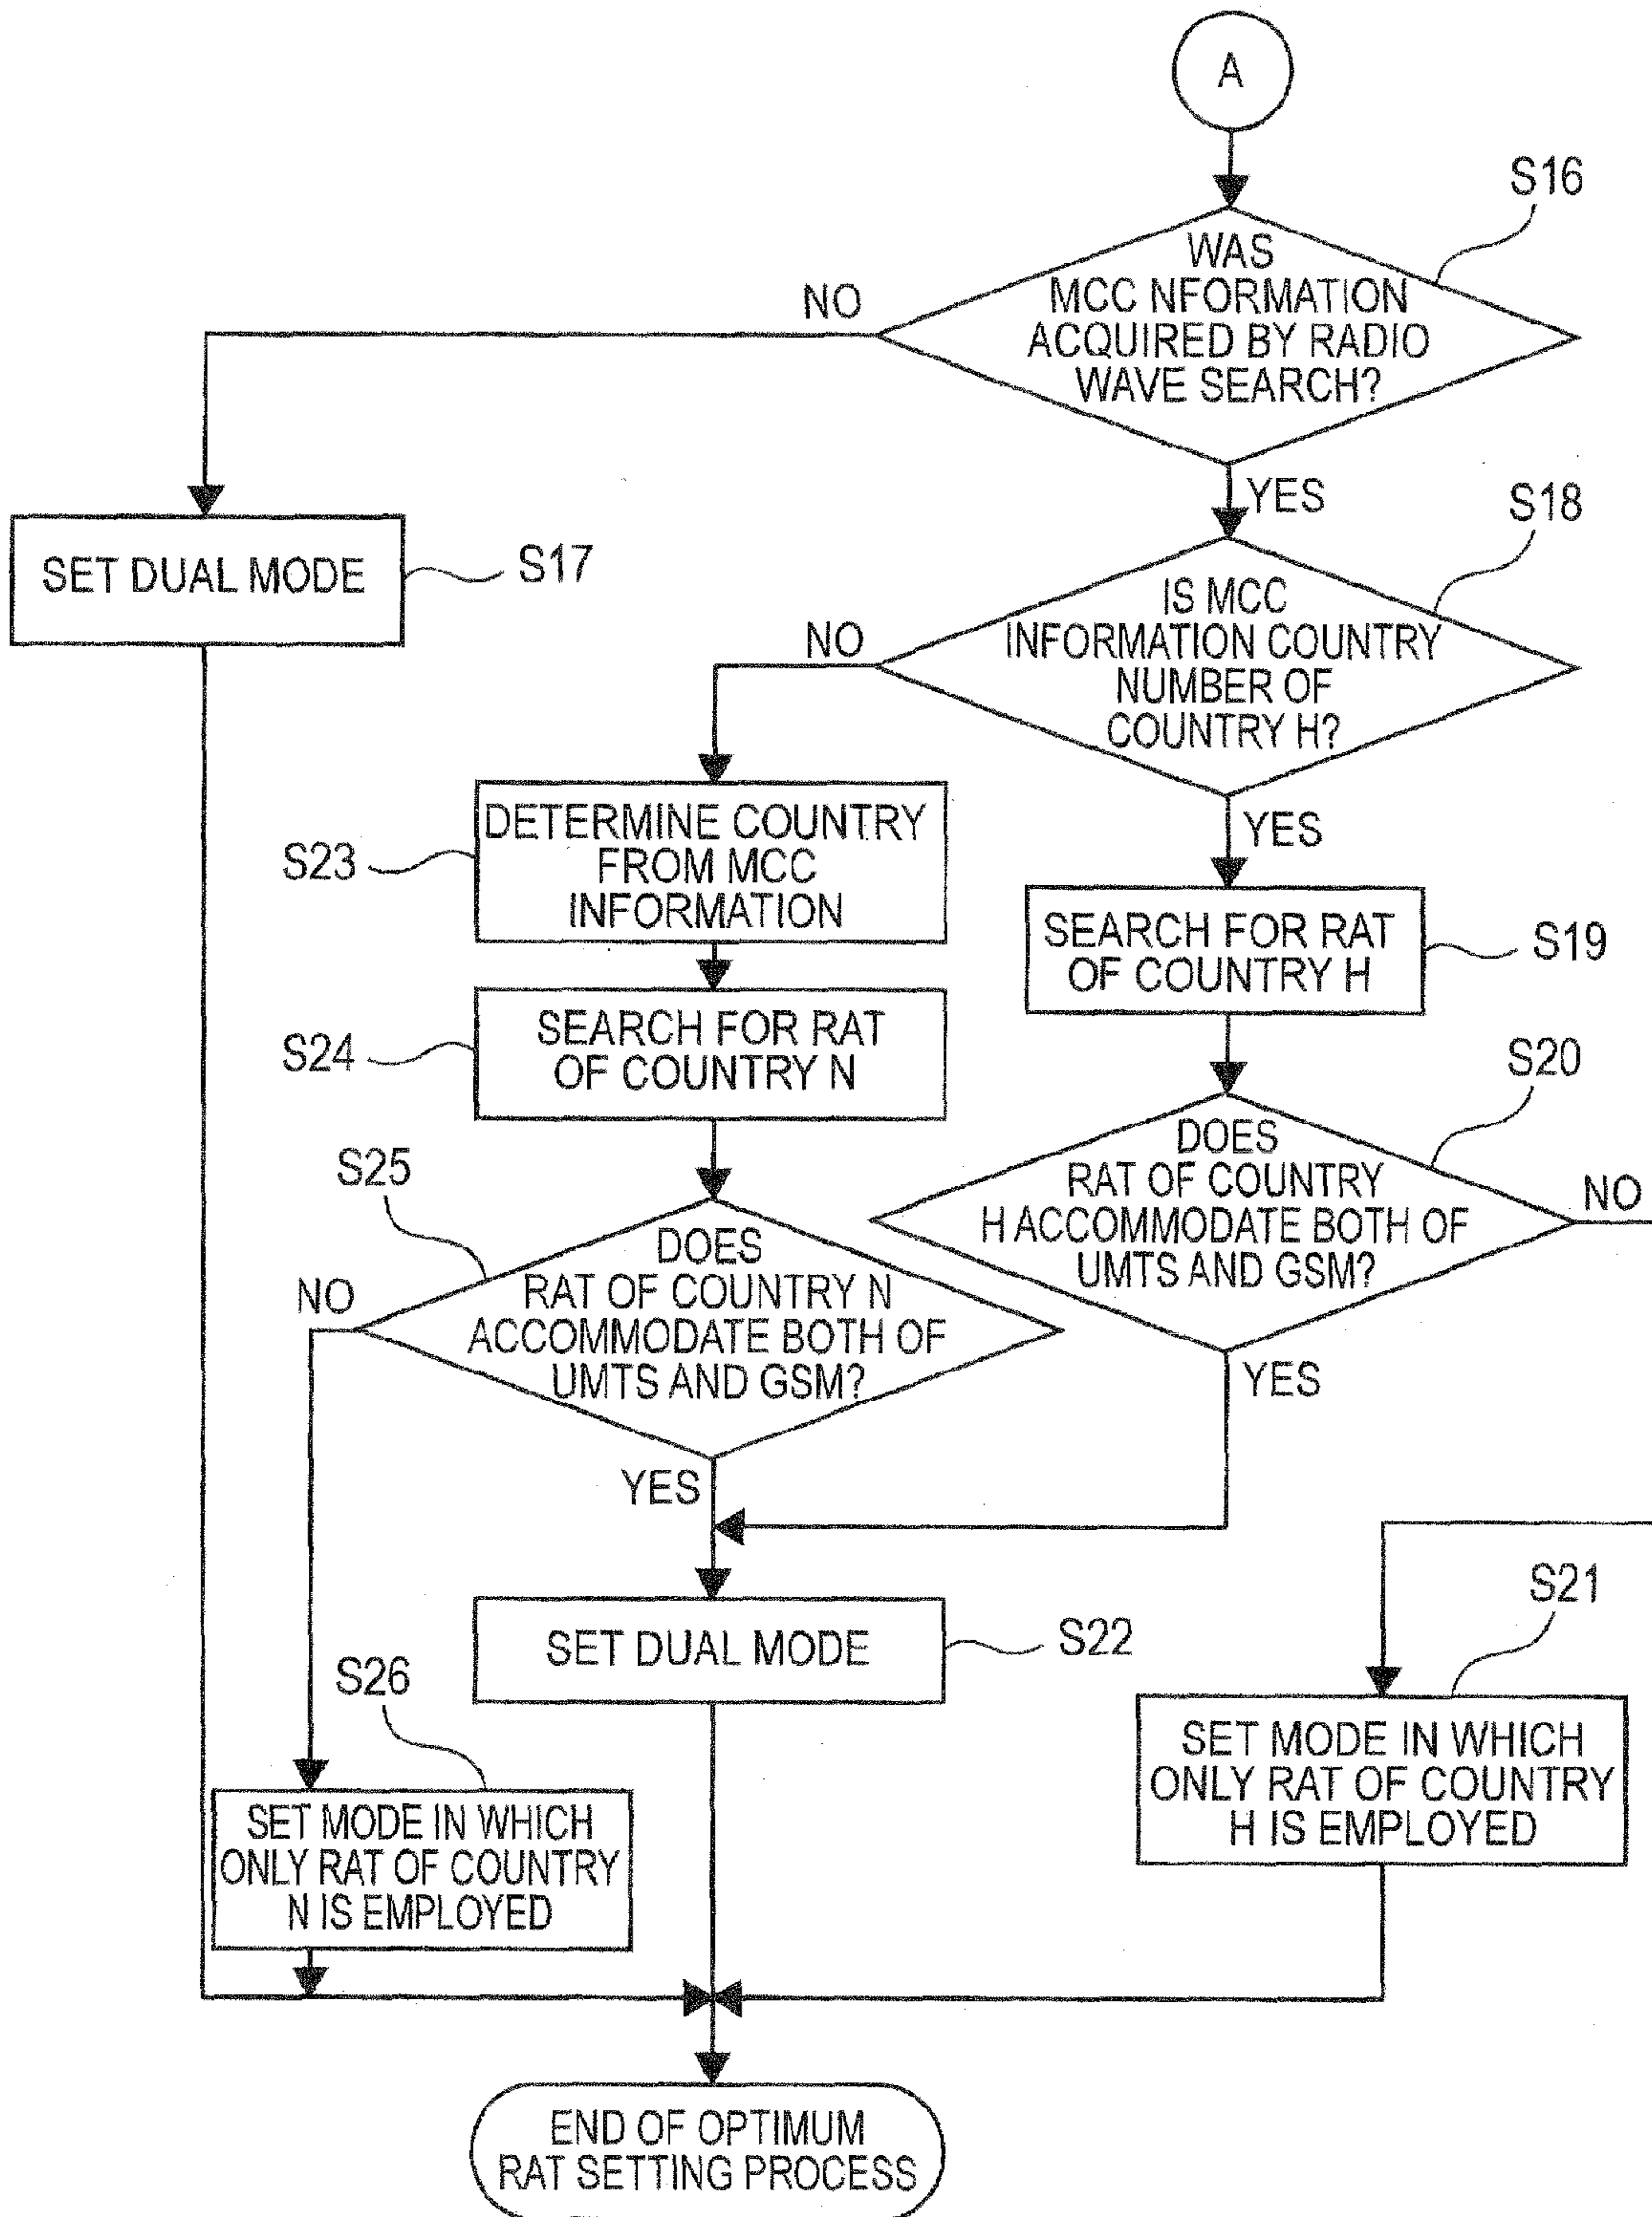 A
S16
WAS
MCC NFORMATION
ACQUIRED BY RADIO
WAVE SEARCH?
NO
YES
SET DUAL MODE
S17
S18
IS MCC
INFORMATION COUNTRY
NUMBER OF
COUNTRY H?
NO
YES
S23
DETERMINE COUNTRY
FROM MCC
INFORMATION
SEARCH FOR RAT
OF COUNTRY H
S19
S24
SEARCH FOR RAT
OF COUNTRY N
S20
DOES
RAT OF COUNTRY
H ACCOMMODATE BOTH OF
UMTS AND GSM?
NO
YES
S25
DOES
RAT OF COUNTRY N
ACCOMMODATE BOTH OF
UMTS AND GSM?
NO
YES
SET DUAL MODE
S22
S21
SET MODE IN WHICH
ONLY RAT OF COUNTRY
H IS EMPLOYED
S26
SET MODE IN WHICH
ONLY RAT OF COUNTRY
N IS EMPLOYED
END OF OPTIMUM
RAT SETTING PROCESS